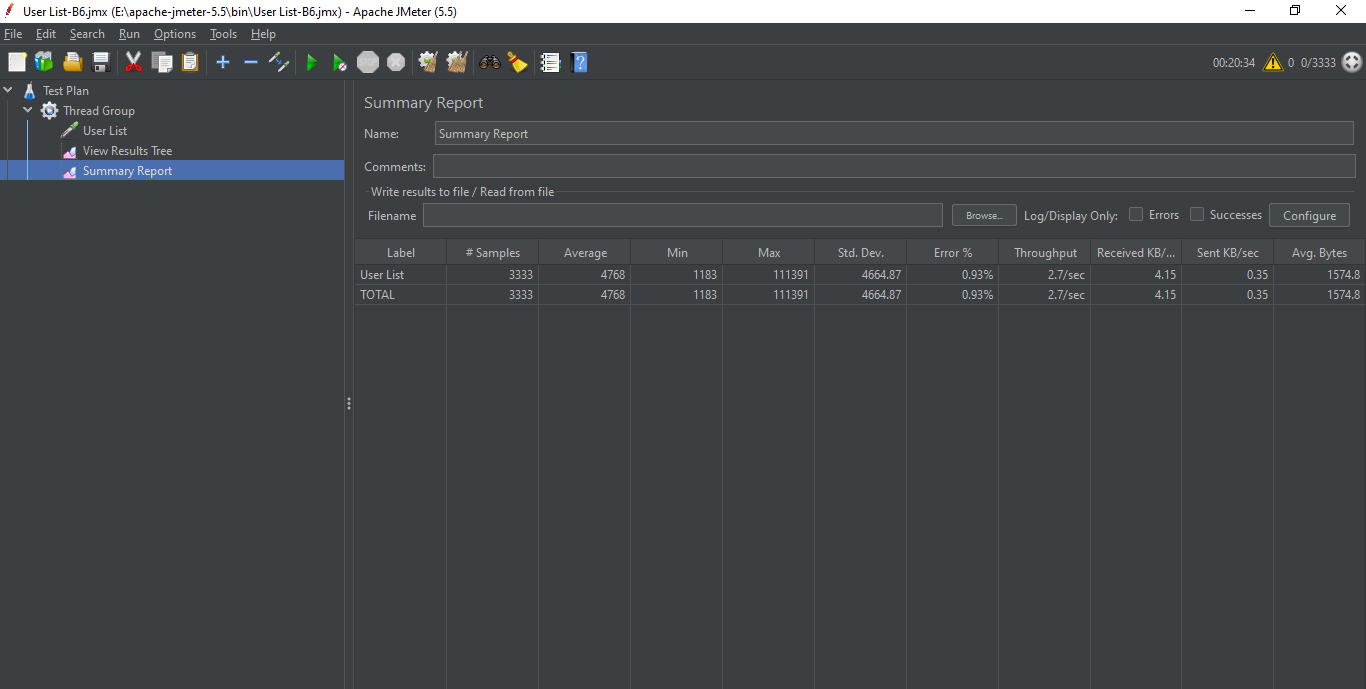 User List-B6.jmx (E:\apache-jmeter-5.5\bin\User List-B6.jmx) - Apache JMeter (5.5)
File Edit Search Run Options Tools Help
STOP ? 00:20:34 0 0/3333
Test Plan
Thread Group
User List
View Results Tree
Summary Report
Summary Report
Name: Summary Report
Comments:
Write results to file / Read from file
Filename Browse... Log/Display Only: Errors Successes Configure
Label # Samples Average Min Max Std. Dev. Error % Throughput Received KB/... Sent KB/sec Avg. Bytes
User List 3333 4768 1183 111391 4664.87 0.93% 2.7/sec 4.15 0.35 1574.8
TOTAL 3333 4768 1183 111391 4664.87 0.93% 2.7/sec 4.15 0.35 1574.8